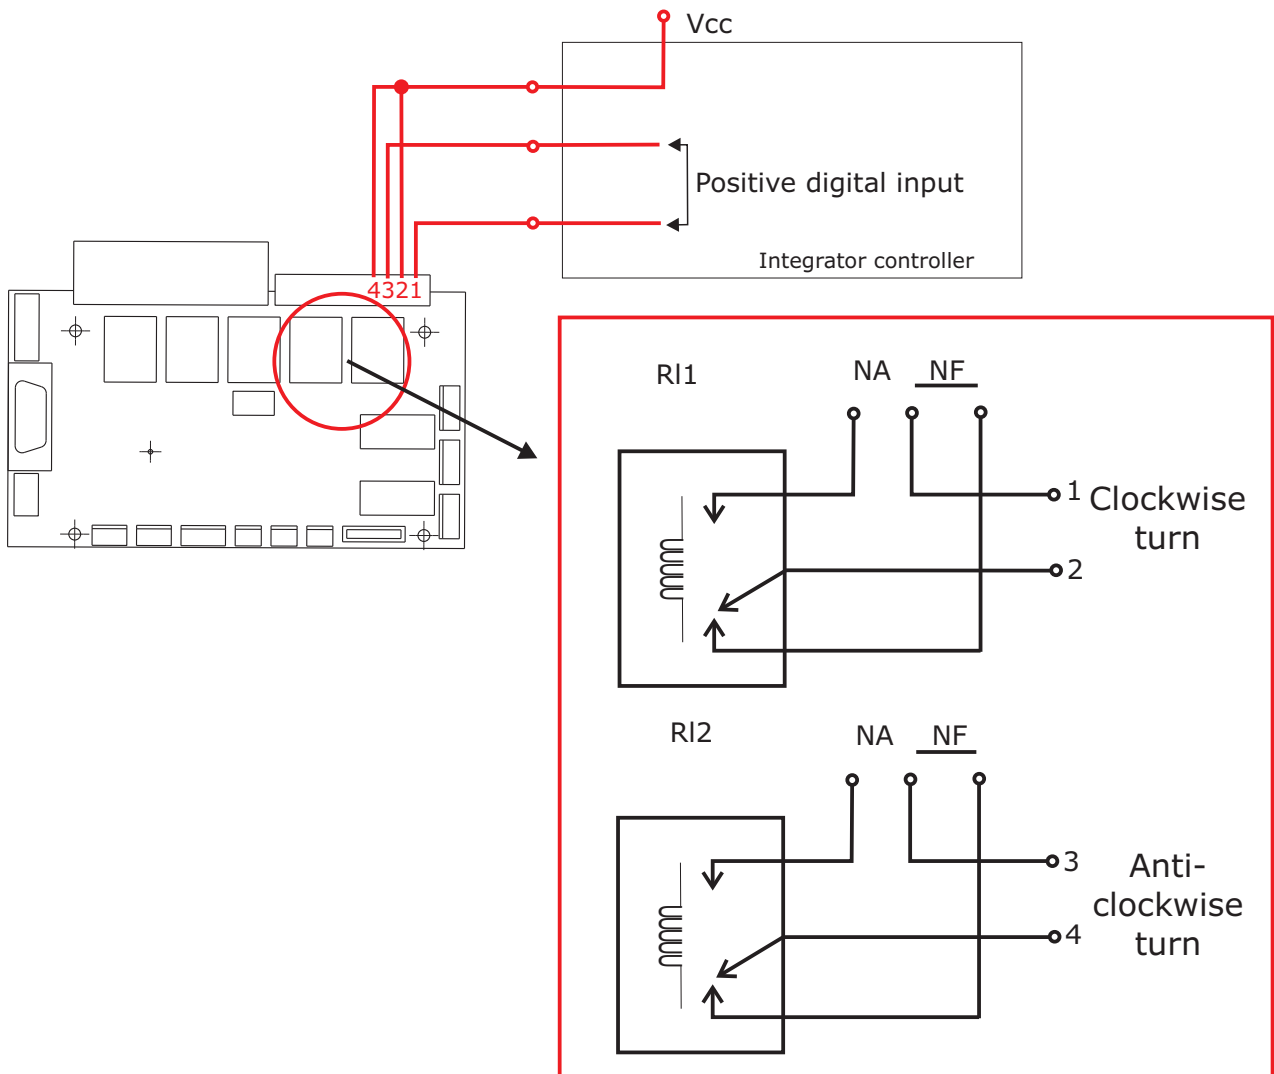 Vcc
Positive digital input
Integrator controller
4321
Rl1
NA NF
1 Clockwise
turn
2
Rl2
NA NF
3 Anti-
clockwise
4 turn